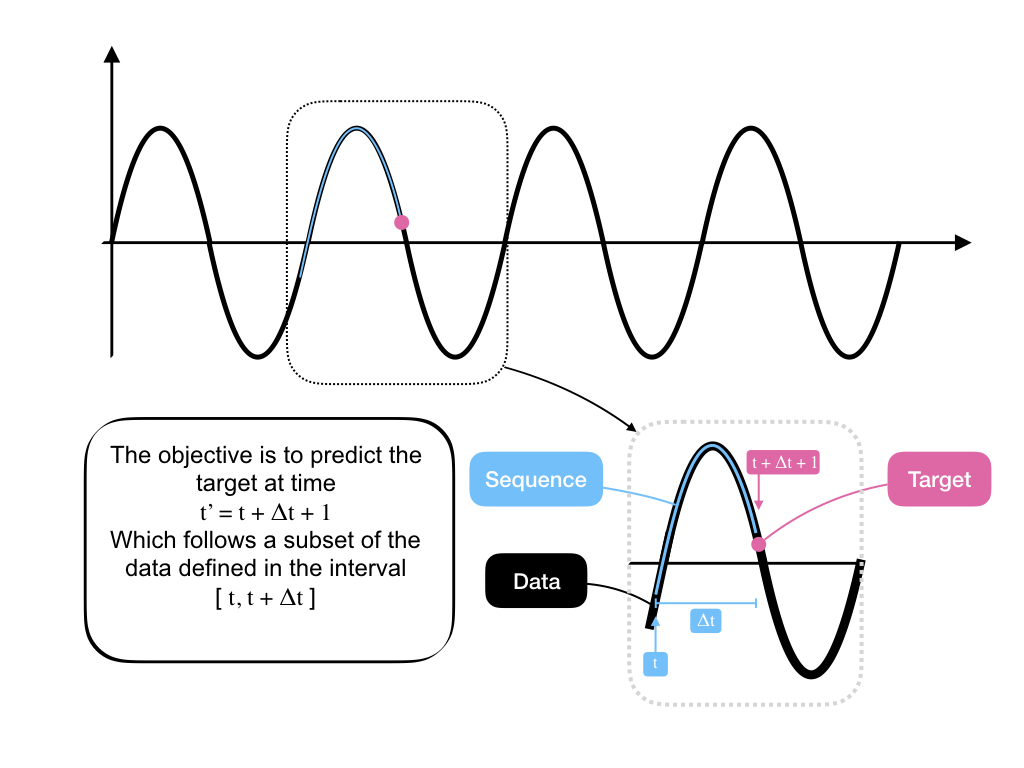 The objective is to predict the
target at time
t’ = t + Δt + 1
Which follows a subset of the
data defined in the interval
[ t, t + Δt ]
Sequence
t + Δt + 1
Target
Data
Δt
t